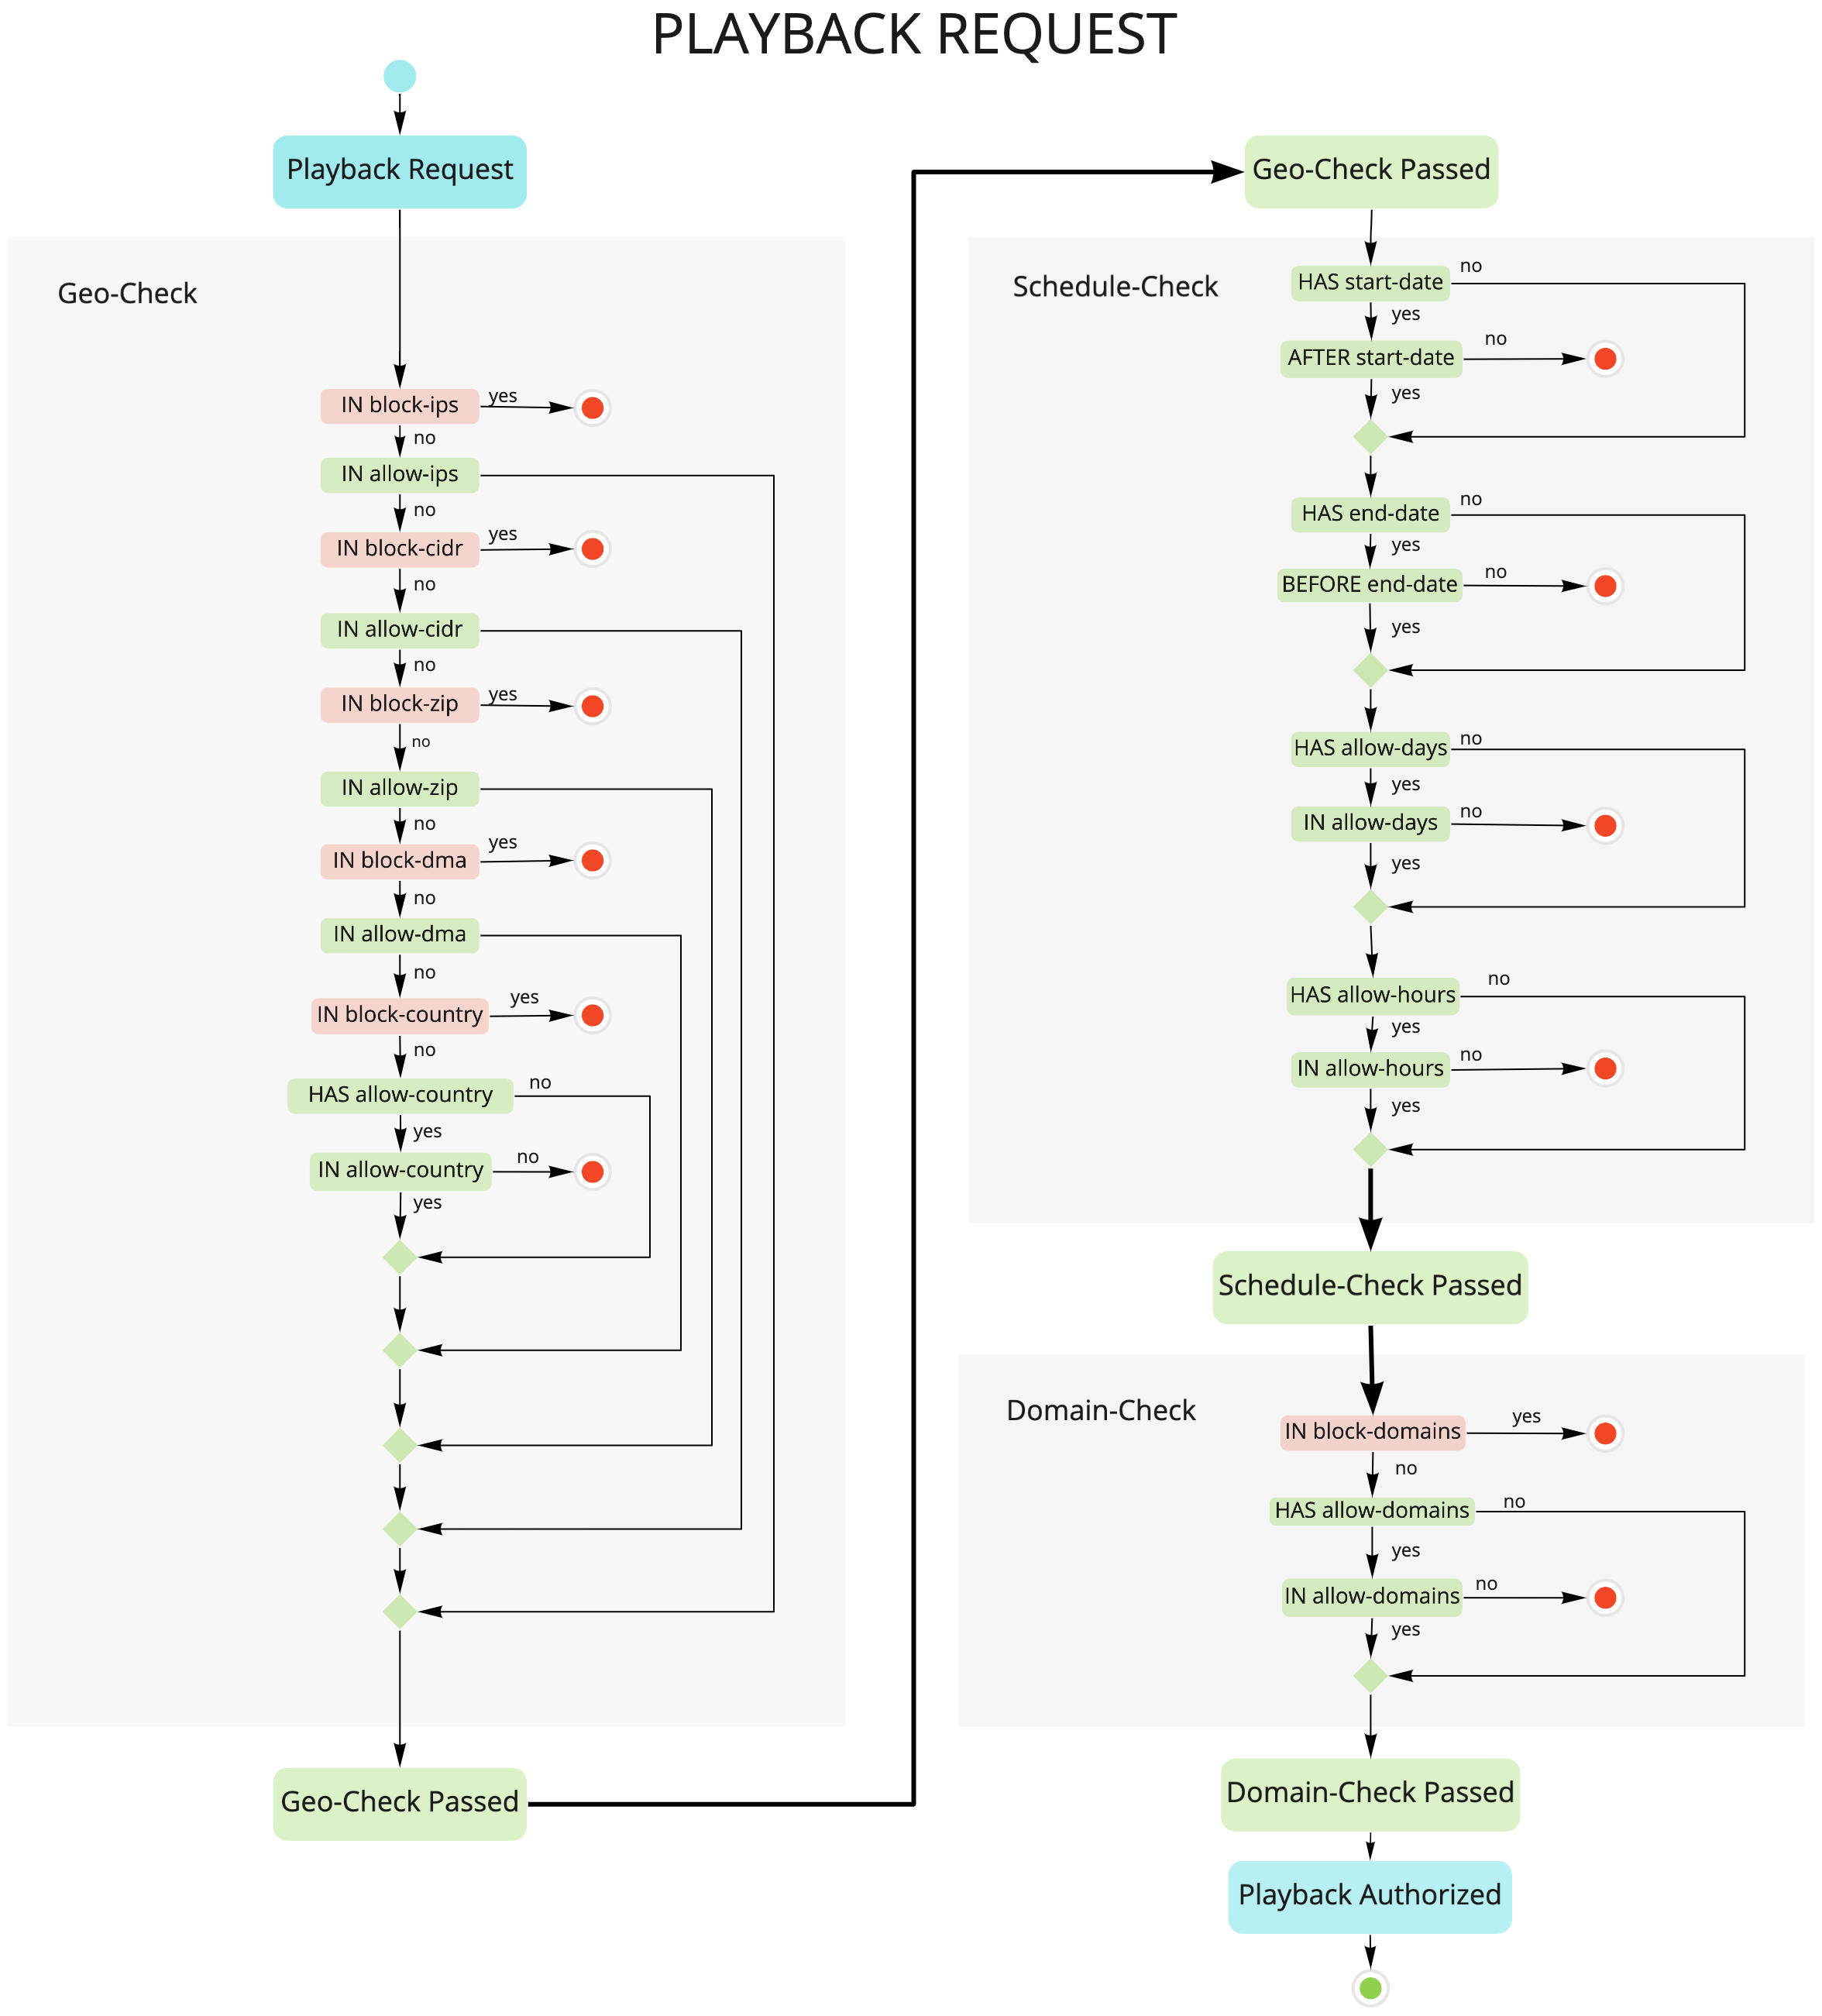 PLAYBACK REQUEST
Playback Request
Geo-Check
IN block-ips
yes
no
IN allow-ips
no
IN block-cidr
yes
no
IN allow-cidr
no
IN block-zip
yes
no
IN allow-zip
no
IN block-dma
yes
no
IN allow-dma
no
IN block-country
yes
no
HAS allow-country
no
yes
IN allow-country
no
yes
Geo-Check Passed
Geo-Check Passed
Schedule-Check
HAS start-date
no
yes
AFTER start-date
no
yes
HAS end-date
no
yes
BEFORE end-date
no
yes
HAS allow-days
no
yes
IN allow-days
no
yes
HAS allow-hours
no
yes
IN allow-hours
no
yes
Schedule-Check Passed
Domain-Check
IN block-domains
yes
no
HAS allow-domains
no
yes
IN allow-domains
no
yes
Domain-Check Passed
Playback Authorized